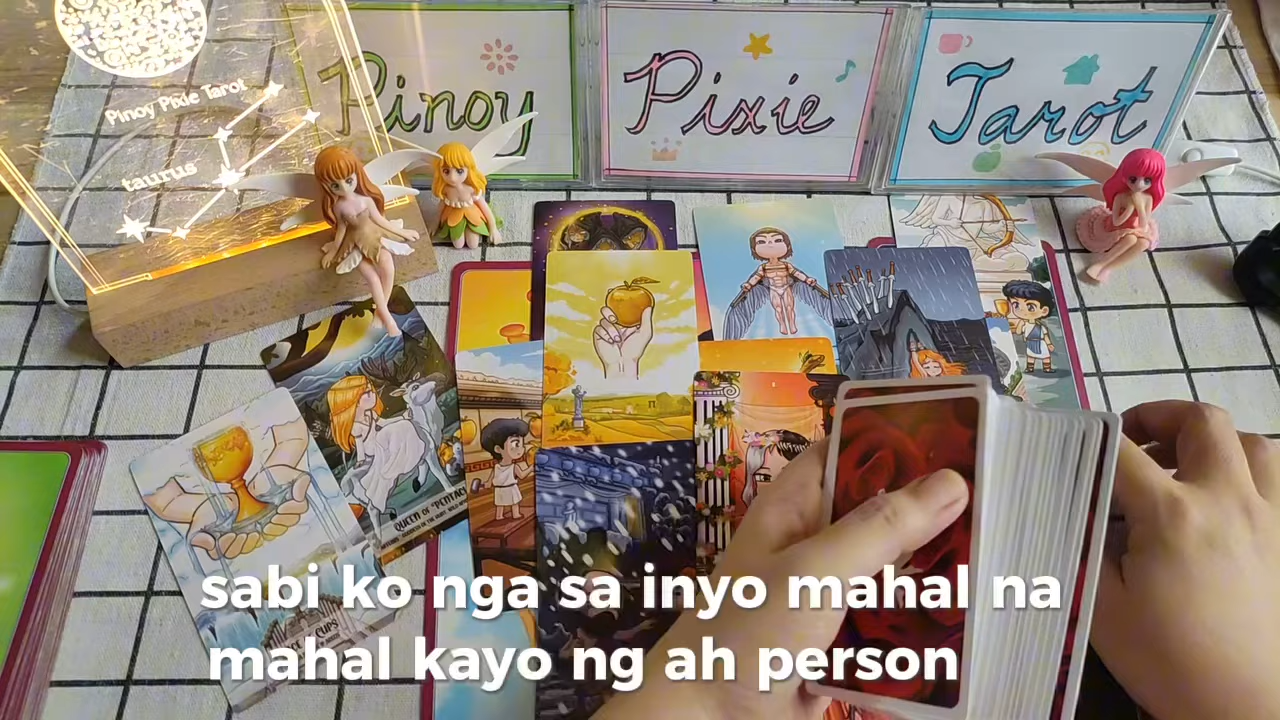 Pinoy Pixie Tarot
taurus
Pinoy
Pixie
Tarot
QUEEN OF PENTAC
CUPS
sabi ko nga sa inyo mahal na
mahal kayo ng ah person